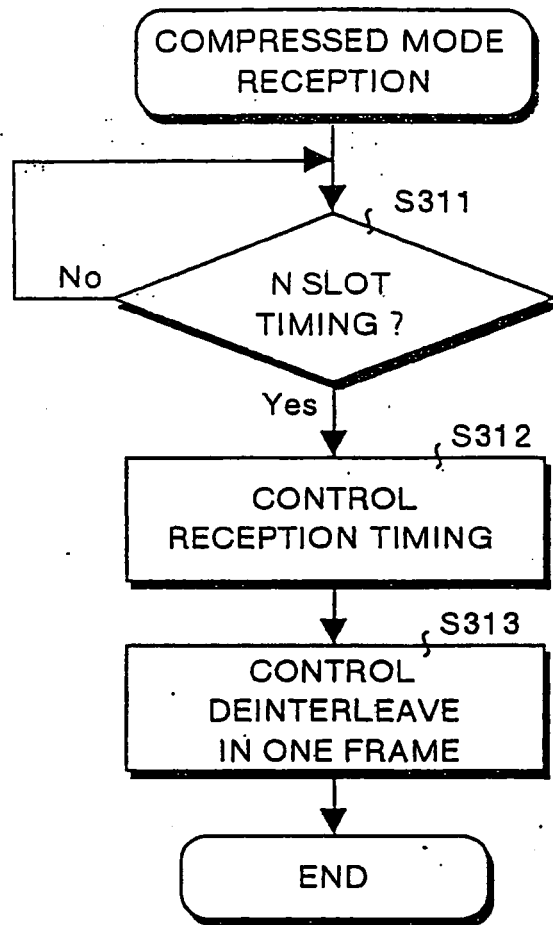 COMPRESSED MODE
RECEPTION
S311
No
N SLOT
TIMING ?
Yes
S312
CONTROL
RECEPTION TIMING
S313
CONTROL
DEINTERLEAVE
IN ONE FRAME
END